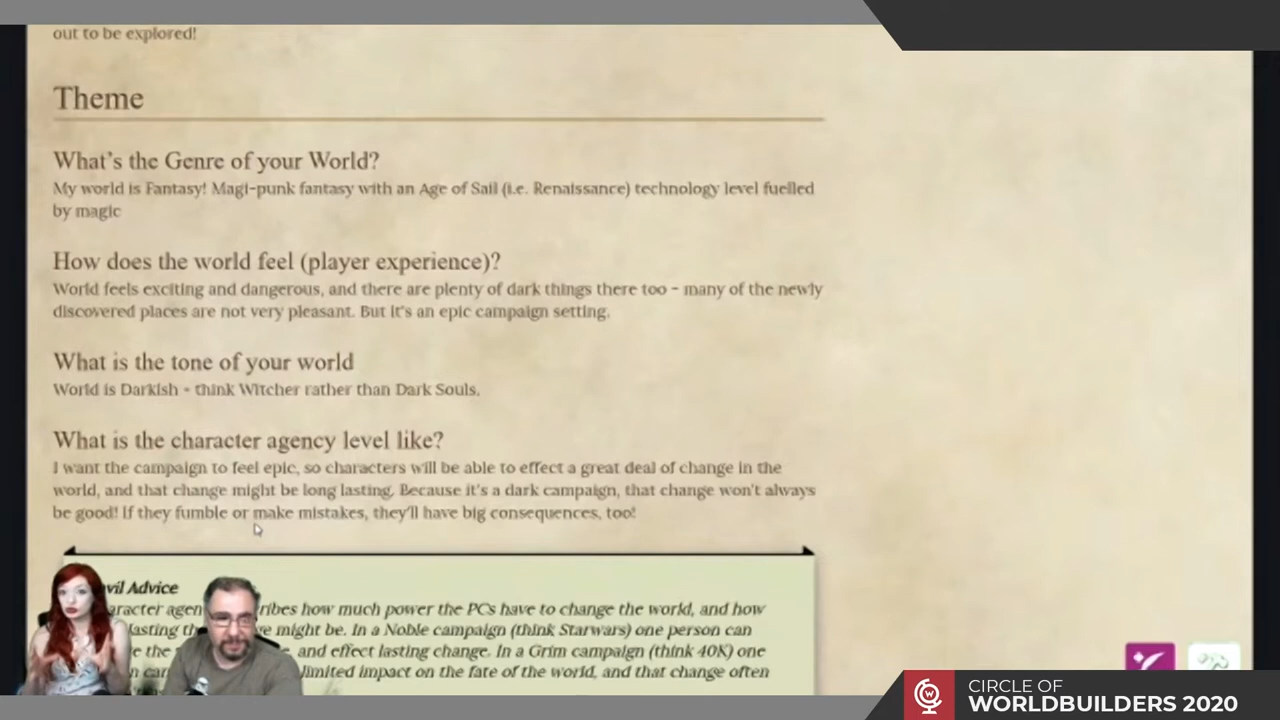 out to be explored!
Theme
What's the Genre of your World?
My world is Fantasy! Magi-punk fantasy with an Age of Sail (i.e. Renaissance) technology level fuelled
by magic
How does the world feel (player experience)?
World feels exciting and dangerous, and there are plenty of dark things there too - many of the newly
discovered places are not very pleasant. But it's an epic campaign setting.
What is the tone of your world
World is Darkish - think Witcher rather than Dark Souls.
What is the character agency level like?
I want the campaign to feel epic, so characters will be able to effect a great deal of change in the
world, and that change might be long lasting. Because it's a dark campaign, that change won't always
be good! If they fumble or make mistakes, they'll have big consequences, too!
Advice
how much power the PCs have to change the world, and how
might be. In a Noble campaign (think Starwars) one person can
and effect lasting change. In a Grim campaign (think 40K) one
limited impact on the fate of the world, and that change often
CIRCLE OF
WORLDBUILDERS 2020